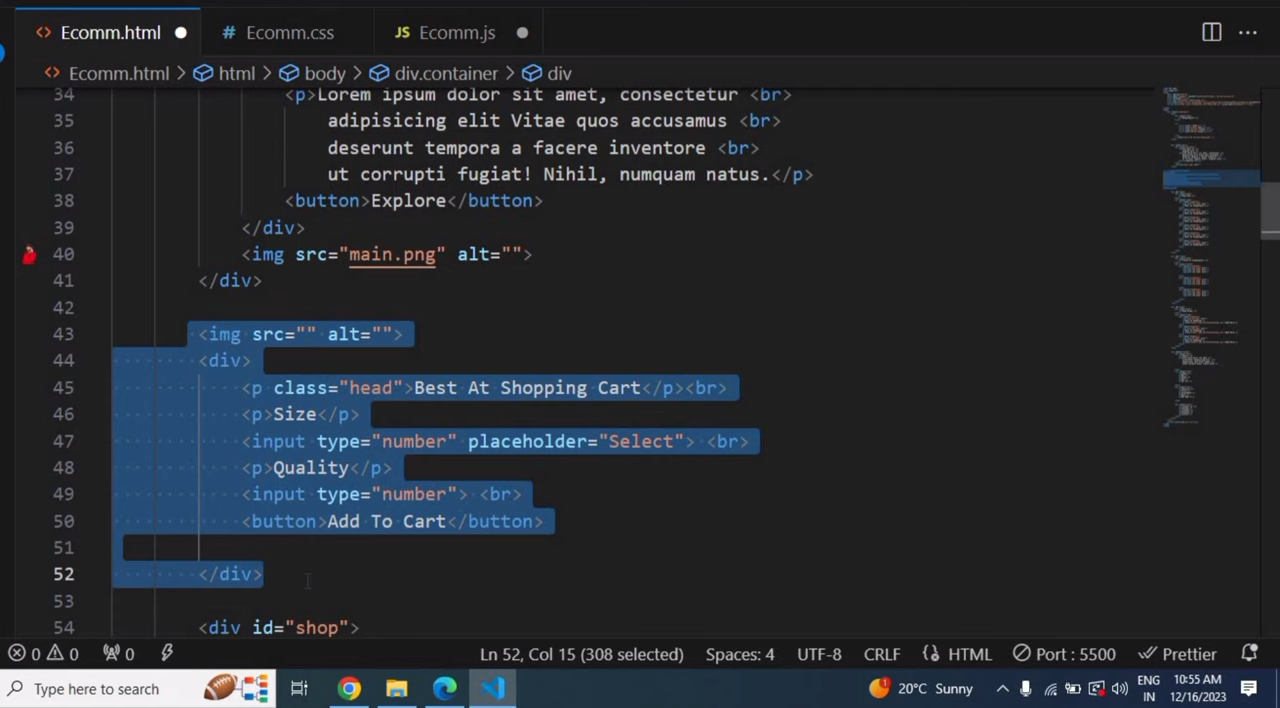 Ecomm.html
# Ecomm.css
JS Ecomm.js
Ecomm.html > html > body > div.container > div
34 <p>Lorem ipsum dolor sit amet, consectetur <br>
35 adipisicing elit Vitae quos accusamus <br>
36 deserunt tempora a facere inventore <br>
37 ut corrupti fugiat! Nihil, numquam natus.</p>
38 <button>Explore</button>
39 </div>
40 <img src="main.png" alt="">
41 </div>
42
43 <img src="" alt="">
44 <div>
45 <p class="head">Best At Shopping Cart</p><br>
46 <p>Size</p>
47 <input type="number" placeholder="Select"> <br>
48 <p>Quality</p>
49 <input type="number"> <br>
50 <button>Add To Cart</button>
51
52 </div>
53
54 <div id="shop">
0 0 0 Ln 52, Col 15 (308 selected) Spaces: 4 UTF-8 CRLF HTML Port : 5500 Prettier
Type here to search
20°C Sunny
ENG
IN
10:55 AM
12/16/2023